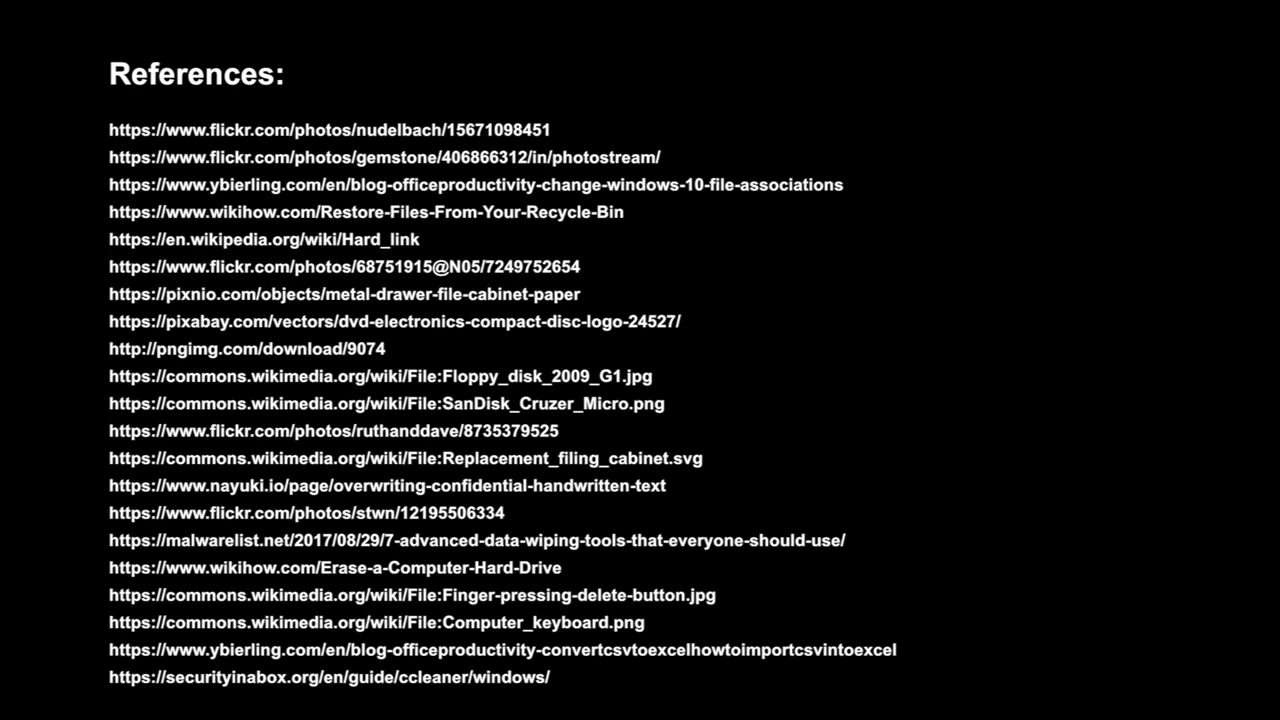 References:
https://www.flickr.com/photos/nudelbach/15671098451
https://www.flickr.com/photos/gemstone/406866312/in/photostream/
https://www.ybierling.com/en/blog-officeproductivity-change-windows-10-file-associations
https://www.wikihow.com/Restore-Files-From-Your-Recycle-Bin
https://en.wikipedia.org/wiki/Hard_link
https://www.flickr.com/photos/68751915@N05/7249752654
https://pixnio.com/objects/metal-drawer-file-cabinet-paper
https://pixabay.com/vectors/dvd-electronics-compact-disc-logo-24527/
http://pngimg.com/download/9074
https://commons.wikimedia.org/wiki/File:Floppy_disk_2009_G1.jpg
https://commons.wikimedia.org/wiki/File:SanDisk_Cruzer_Micro.png
https://www.flickr.com/photos/ruthanddave/8735379525
https://commons.wikimedia.org/wiki/File:Replacement_filing_cabinet.svg
https://www.nayuki.io/page/overwriting-confidential-handwritten-text
https://www.flickr.com/photos/stwn/12195506334
https://malwarelist.net/2017/08/29/7-advanced-data-wiping-tools-that-everyone-should-use/
https://www.wikihow.com/Erase-a-Computer-Hard-Drive
https://commons.wikimedia.org/wiki/File:Finger-pressing-delete-button.jpg
https://commons.wikimedia.org/wiki/File:Computer_keyboard.png
https://www.ybierling.com/en/blog-officeproductivity-convertcsvtoexcelhowtoimportcsvintoexcel
https://securityinabox.org/en/guide/ccleaner/windows/